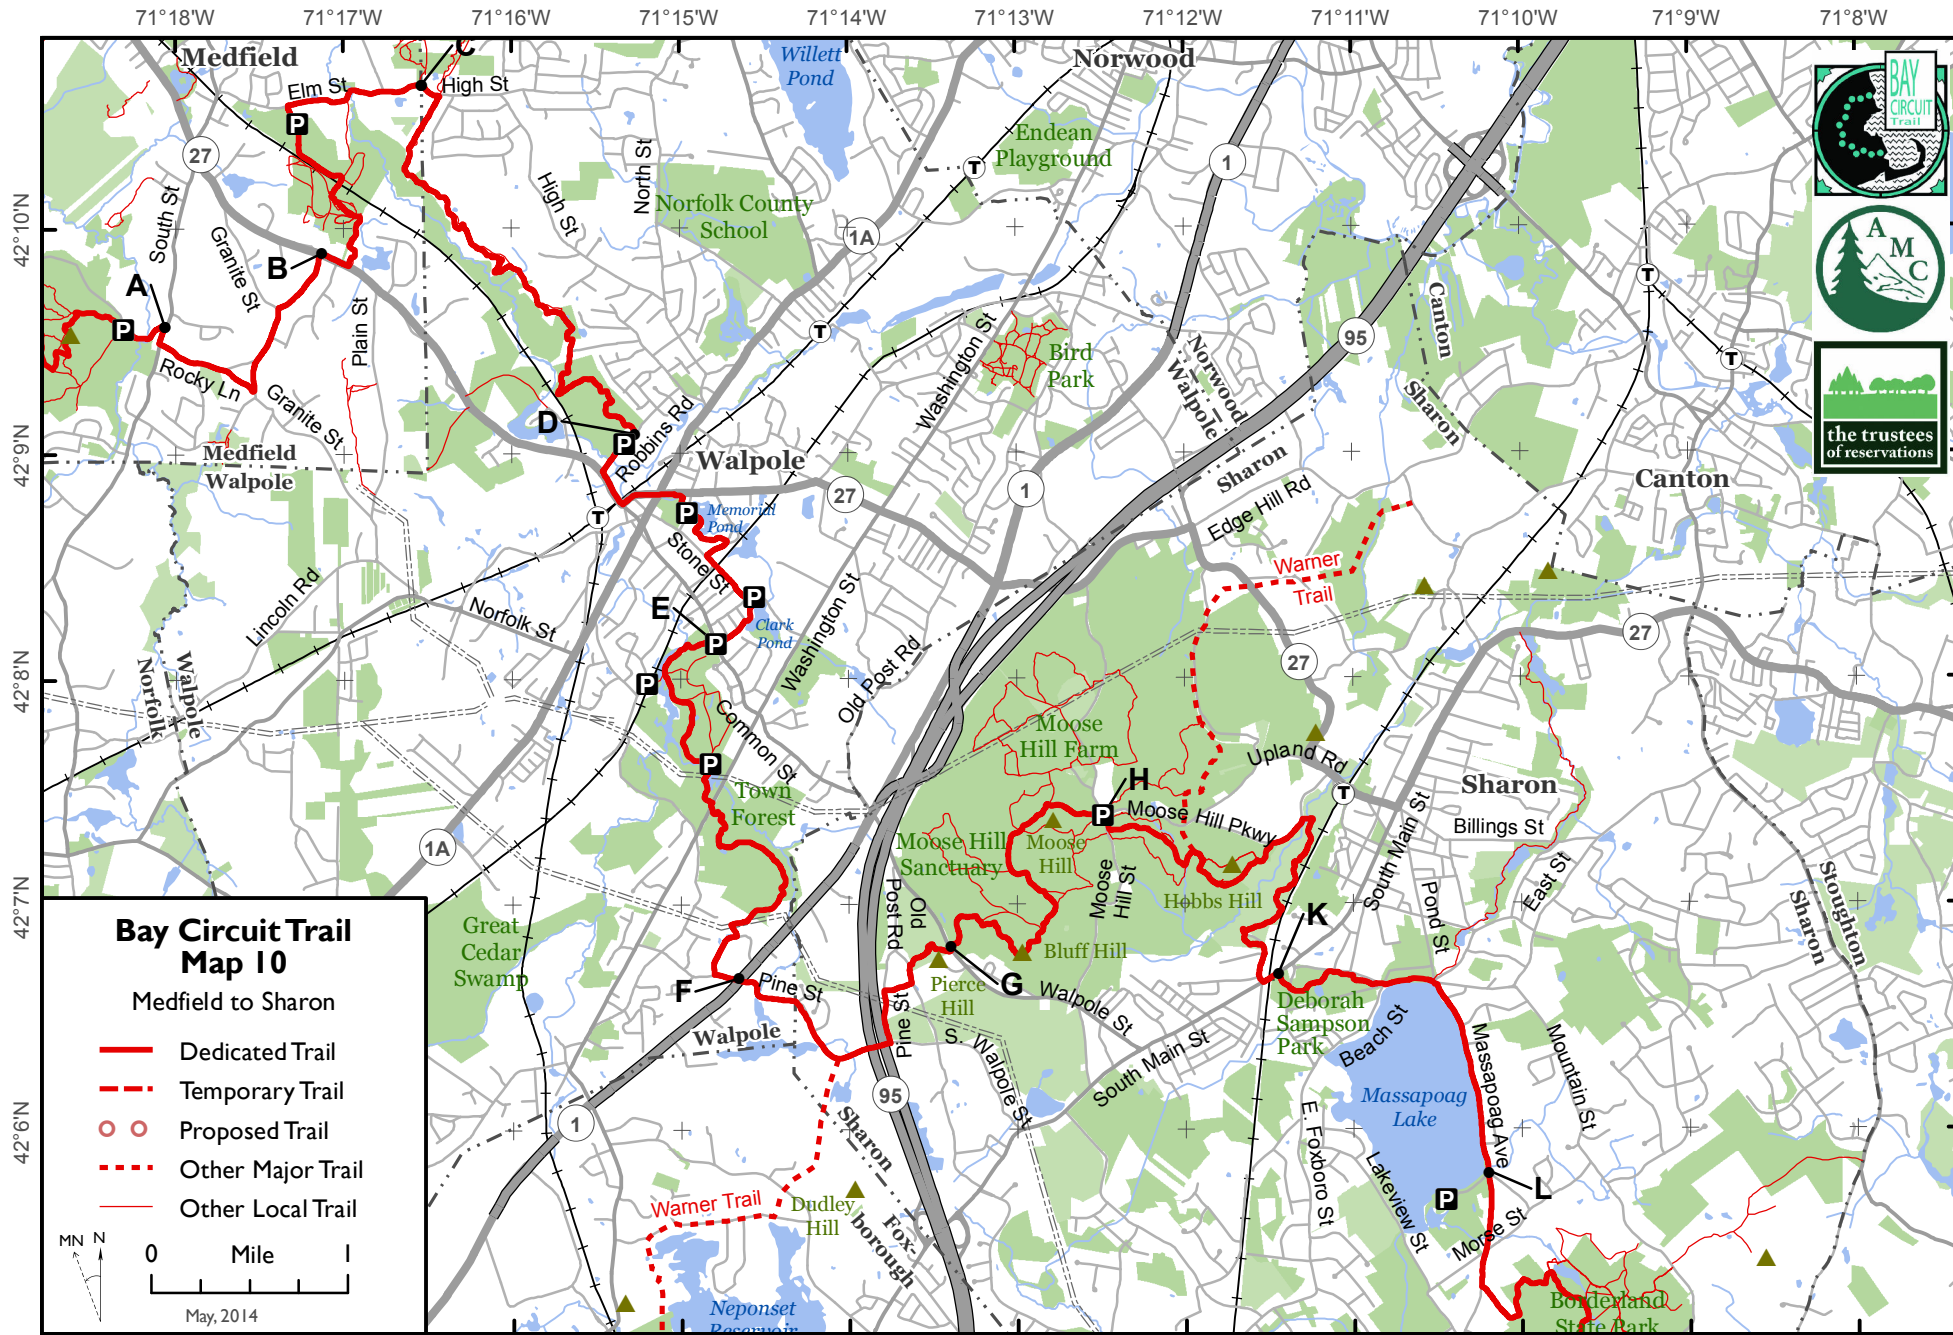 71°18'W 71°17'W 71°16'W 71°15'W 71°14'W 71°13'W 71°12'W 71°11'W 71°10'W 71°9'W 71°8'W
42°10'N
42°9'N
42°8'N
42°7'N
42°6'N
Medfield
C
Willett
Pond
Norwood
Elm St
High St
P
27
1
T
Endean
Playground
BAY
CIRCUIT
Trail
South St
Granite St
High St
North St
Norfolk County
School
1A
A
M
C
B
A
P
Plain St
T
T
T
Canton
95
Rocky Ln
Granite St
Washington St
Bird
Park
Norwood
Walpole
Sharon
the trustees
of reservations
D
P
Robbins Rd
Medfield
Walpole
Walpole
27
1
Sharon
Edge Hill Rd
Canton
P
Memorial
Pond
T
Stone St
Warner
Trail
Lincoln Rd
Norfolk St
E
P
P
Clark
Pond
Washington St
27
27
Walpole
Norfolk
P
Old Post Rd
Common St
P
Town
Forest
Moose
Hill Farm
Upland Rd
H
P
Moose Hill Pkwy
T
Sharon
Billings St
1A
Moose Hill
Sanctuary
Moose
Hill
Moose
Hill St
Hobbs Hill
South Main St
Pond St
East St
Stoughton
Sharon
Old
Post Rd
Great
Cedar
Swamp
K
Bluff Hill
F
Pine St
Pierce
Hill
G
Walpole St
Deborah
Sampson
Park
Beach St
Walpole
Pine St
S. Walpole St
South Main St
Massapoag Ave
Mountain St
95
1
Massapoag
Lake
Sharon
E. Foxboro St
Lakeview St
L
P
Morse St
Warner Trail
Dudley
Hill
Fox-
borough
Neponset
Reservoir
Borderland
State Park
Bay Circuit Trail
Map 10
Medfield to Sharon
Dedicated Trail
Temporary Trail
Proposed Trail
Other Major Trail
Other Local Trail
MN N
0 Mile 1
May, 2014